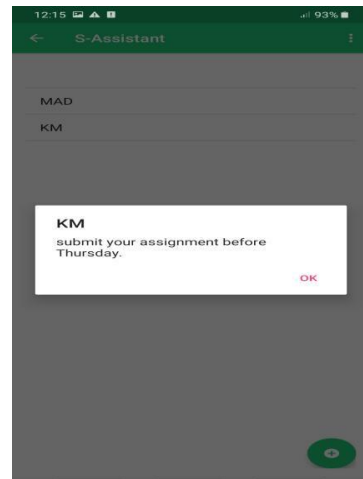 12:15
93%
S-Assistant
MAD
KM
KM
submit your assignment before
Thursday.
OK